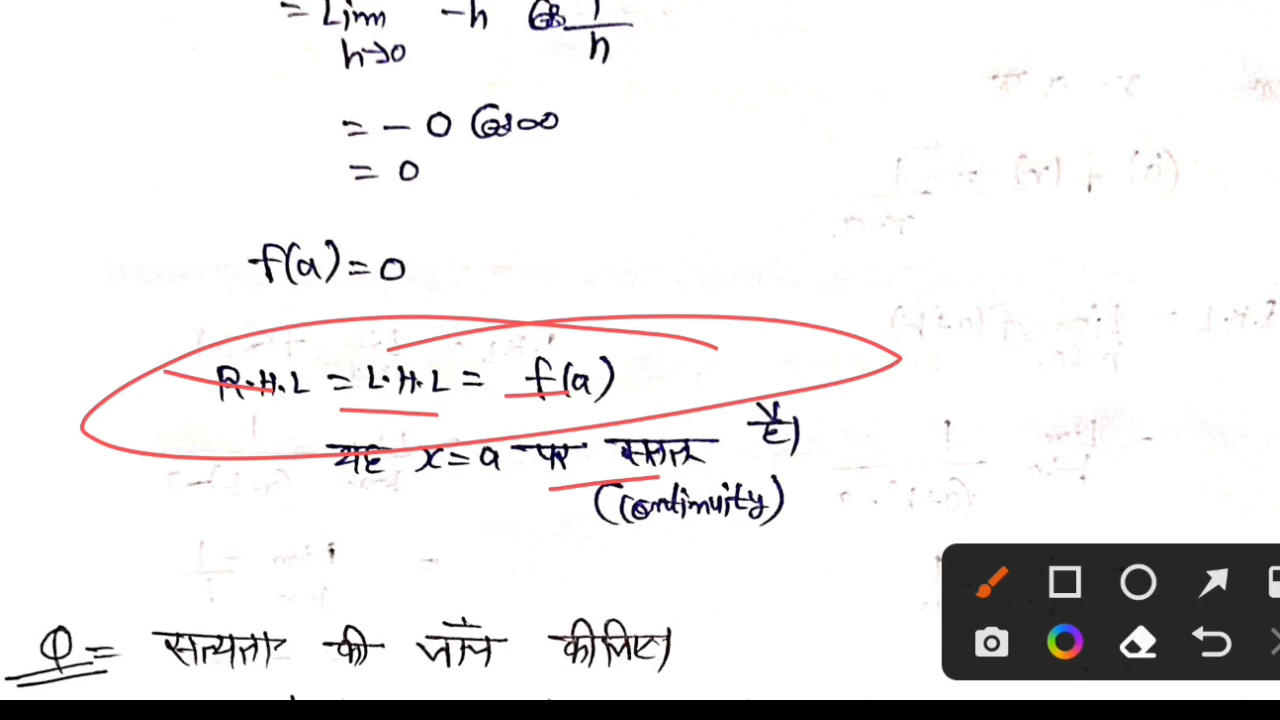 = Lim -h Cos 1/h
h→0
= - 0 Cos∞
= 0
f(a) = 0
R.H.L = L.H.L = f(a)
यह x = a पर सतत है।
(Continuity)
Q = सत्यता की जांच कीजिए।